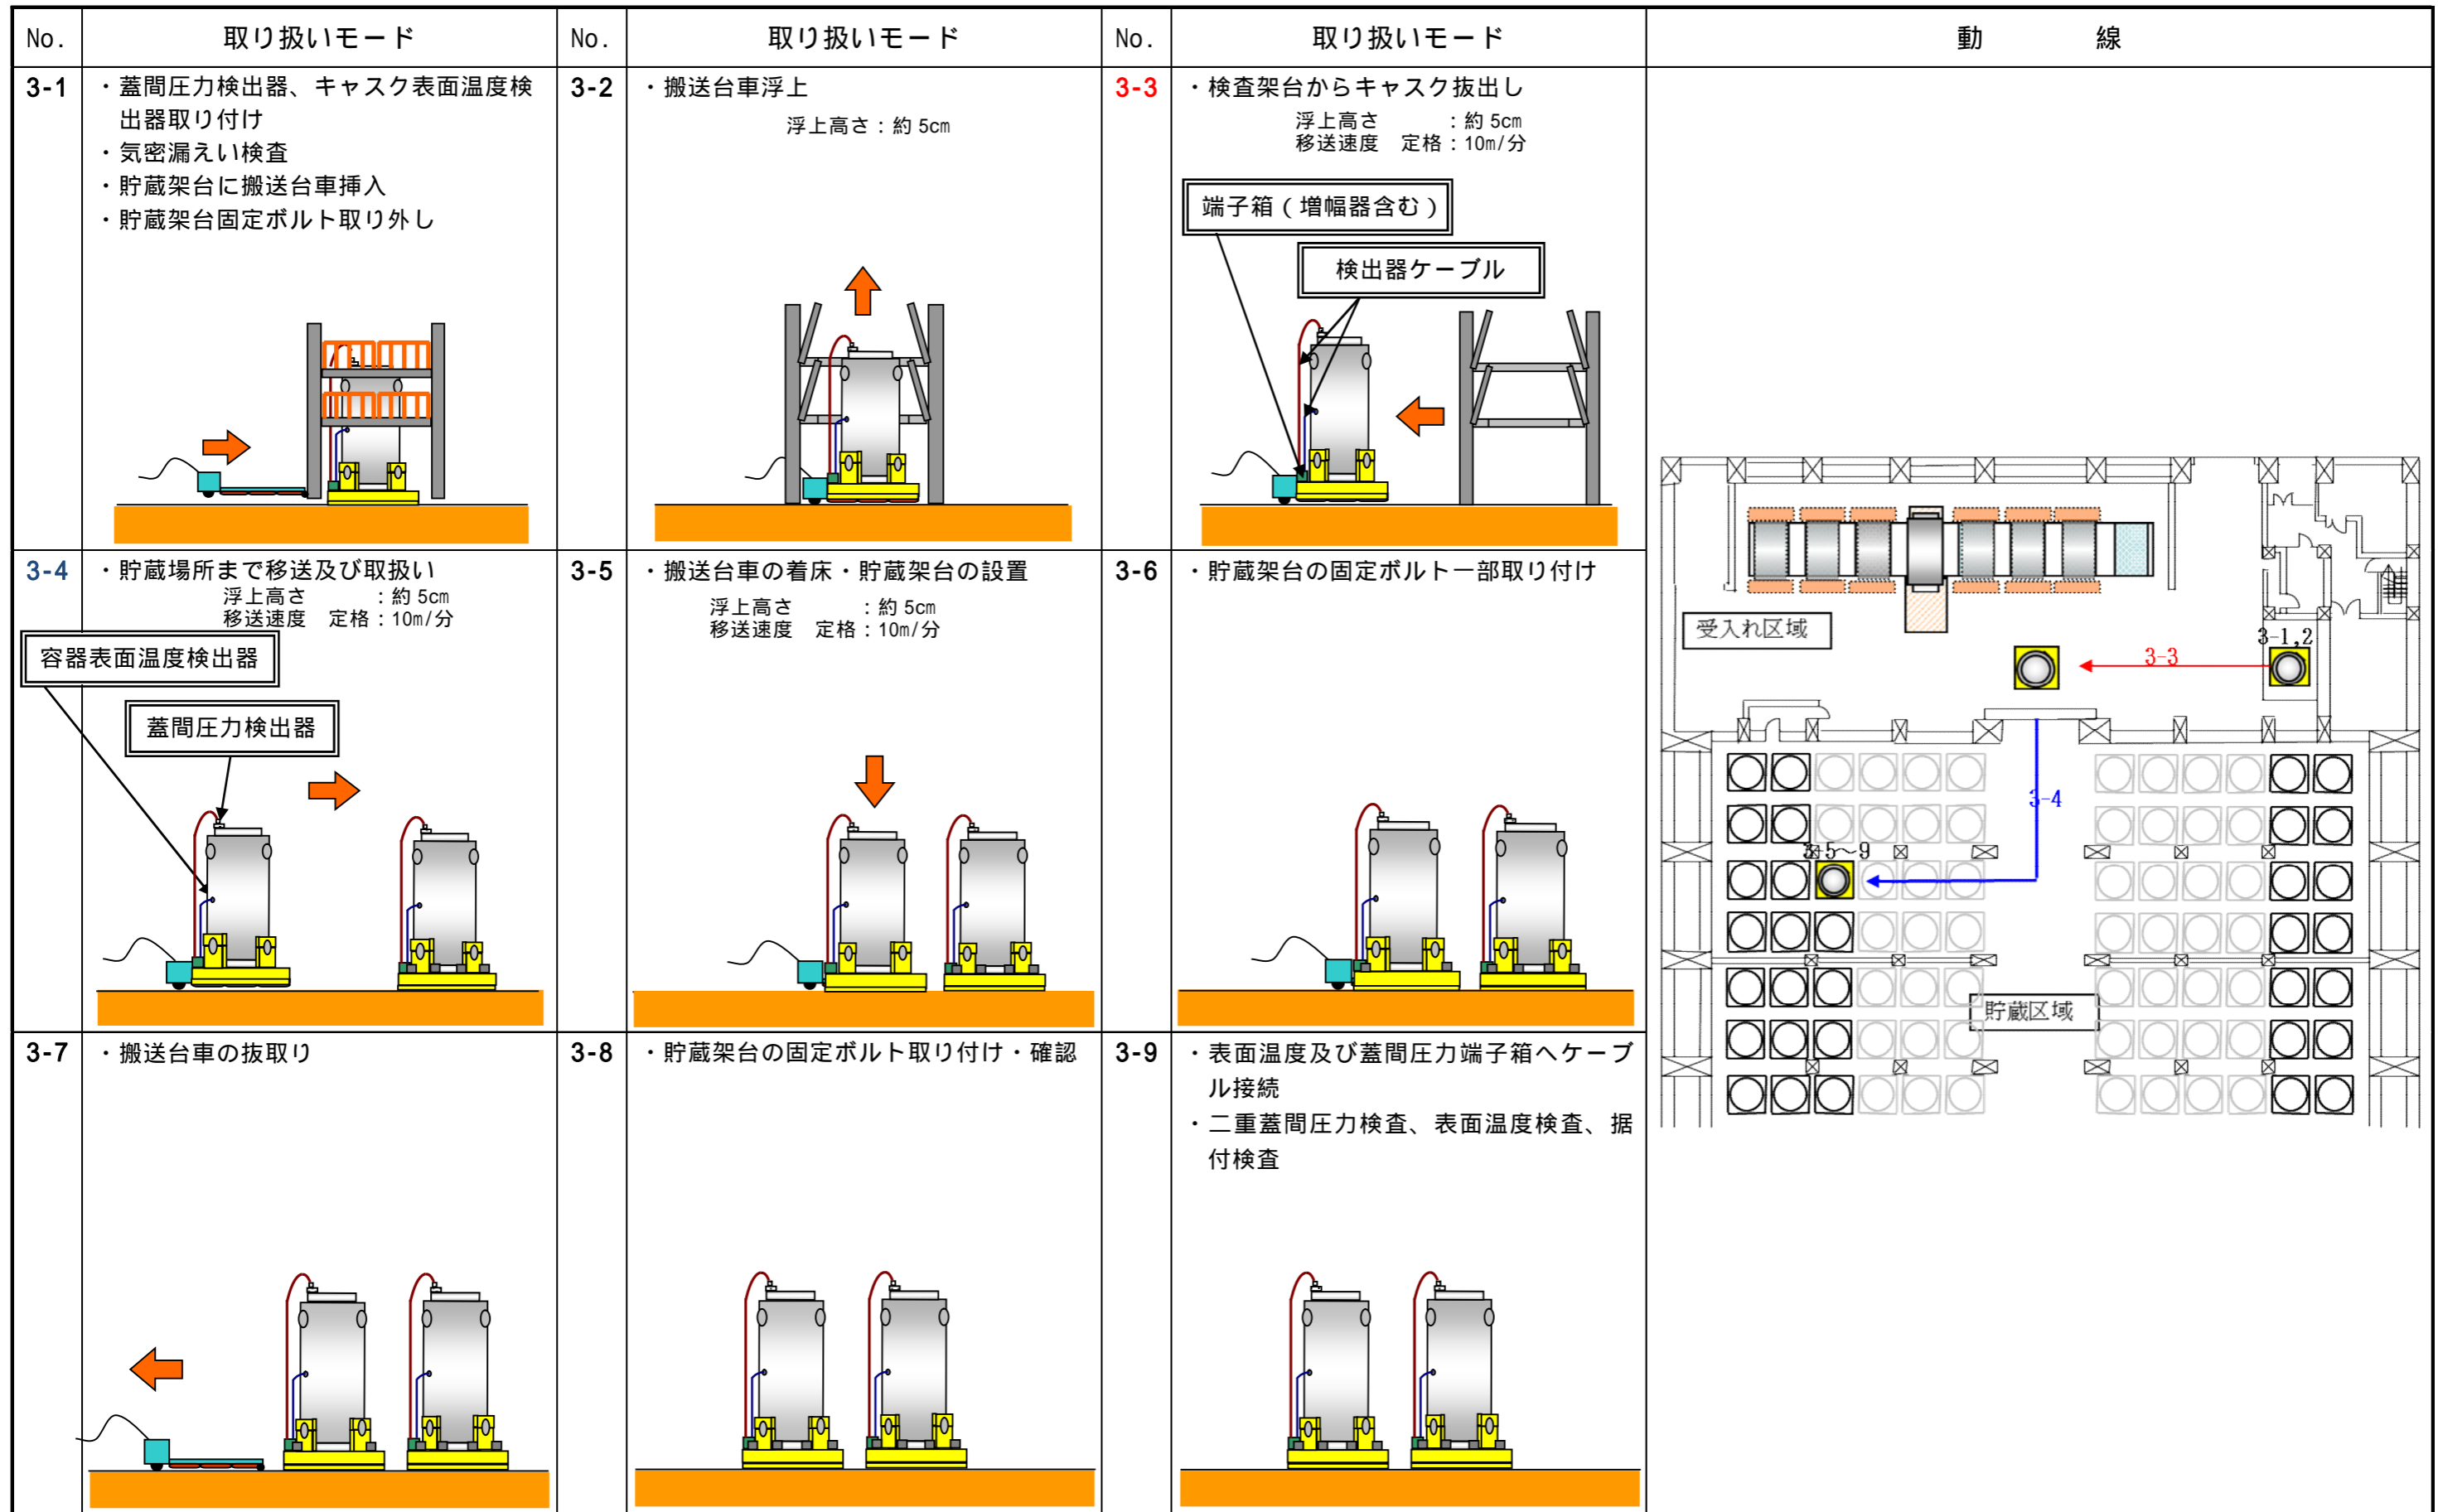 No.
取り扱いモード
No.
取り扱いモード
No.
取り扱いモード
動 線
3-1
・蓋間圧力検出器、キャスク表面温度検
出器取り付け
・気密漏えい検査
・貯蔵架台に搬送台車挿入
・貯蔵架台固定ボルト取り外し
3-2
・搬送台車浮上
浮上高さ：約 5㎝
3-3
・検査架台からキャスク抜出し
浮上高さ ：約 5㎝
移送速度 定格：10m/分
端子箱（増幅器含む）
検出器ケーブル
3-4
・貯蔵場所まで移送及び取扱い
浮上高さ ：約 5㎝
移送速度 定格：10m/分
容器表面温度検出器
蓋間圧力検出器
3-5
・搬送台車の着床・貯蔵架台の設置
浮上高さ ：約 5㎝
移送速度 定格：10m/分
3-6
・貯蔵架台の固定ボルト一部取り付け
3-7
・搬送台車の抜取り
3-8
・貯蔵架台の固定ボルト取り付け・確認
3-9
・表面温度及び蓋間圧力端子箱へケーブ
ル接続
・二重蓋間圧力検査、表面温度検査、据
付検査
受入れ区域
3-1,2
3-3
3-4
3-5～9
貯蔵区域